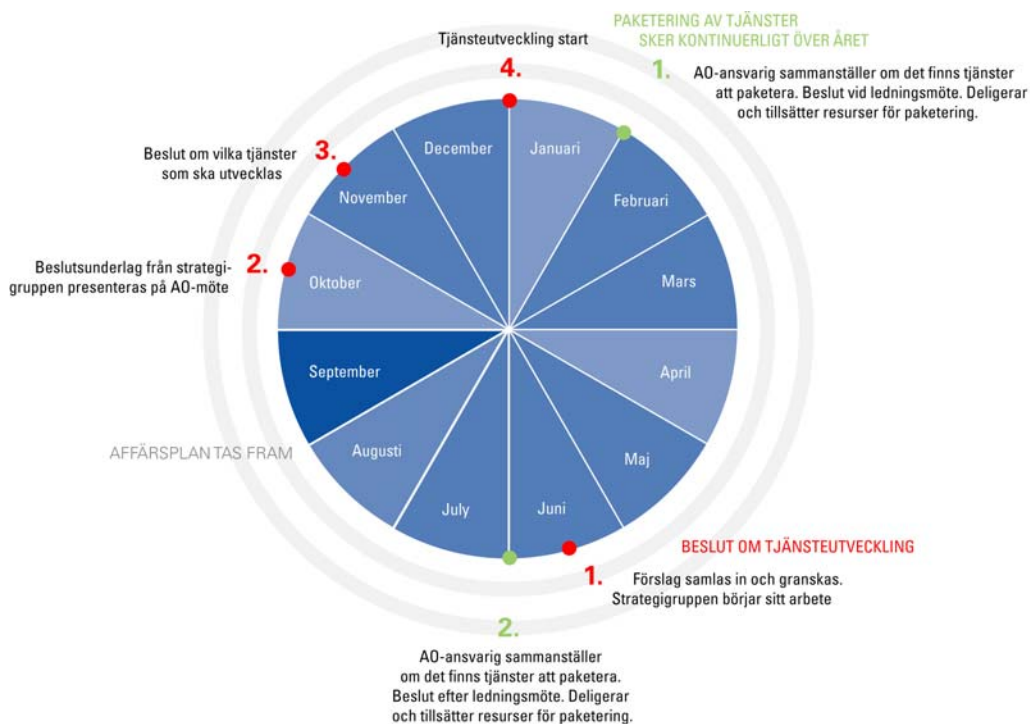 PAKETERING AV TJÄNSTER
SKER KONTINUERLIGT ÖVER ÅRET
1.
AO-ansvarig sammanställer om det finns tjänster
att paketera. Beslut vid ledningsmöte. Deligerar
och tillsätter resurser för paketering.
Tjänsteutveckling start
4.
3.
Beslut om vilka tjänster
som ska utvecklas
2.
Beslutsunderlag från strategi-
gruppen presenteras på AO-möte
December
Januari
November
Februari
Oktober
Mars
September
April
Augusti
Maj
July
Juni
AFFÄRSPLAN TAS FRAM
BESLUT OM TJÄNSTEUTVECKLING
1.
Förslag samlas in och granskas.
Strategigruppen börjar sitt arbete
2.
AO-ansvarig sammanställer
om det finns tjänster att paketera.
Beslut efter ledningsmöte. Deligerar
och tillsätter resurser för paketering.